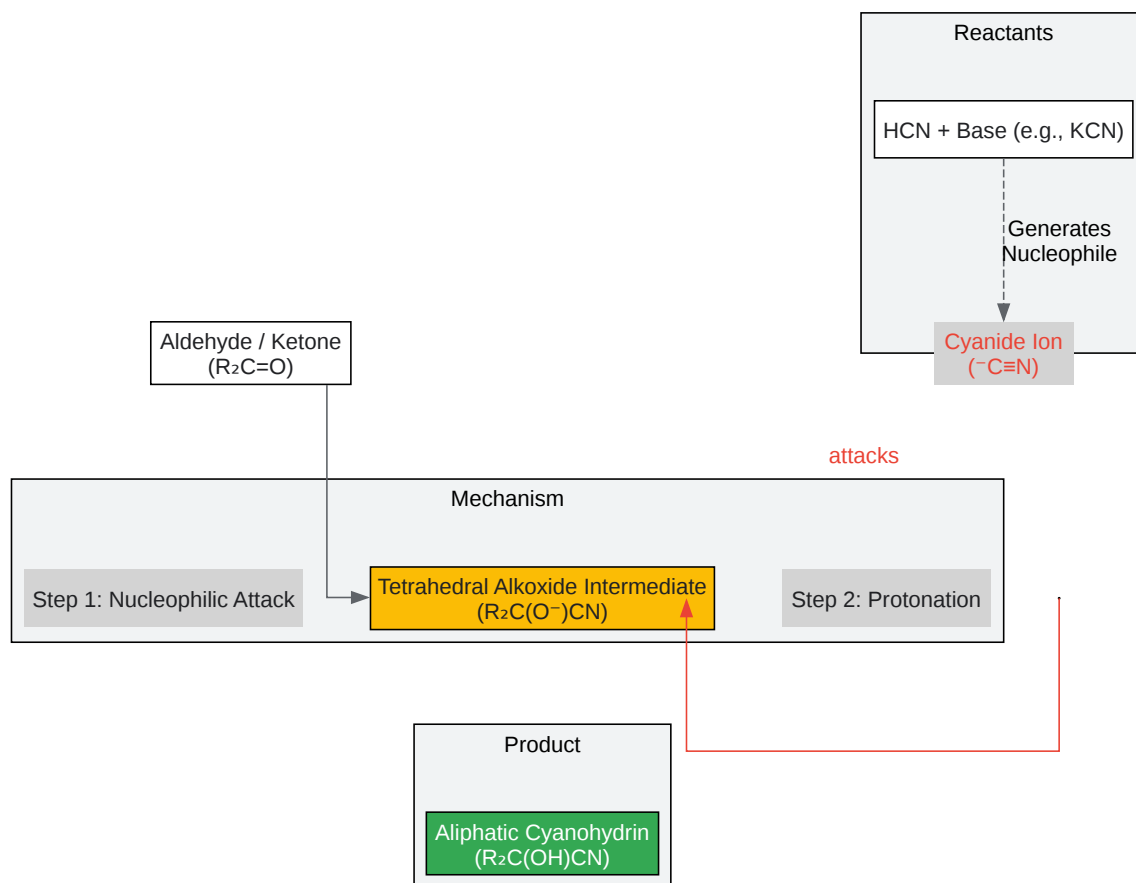 Reactants
HCN + Base (e.g., KCN)
Generates
Nucleophile
Aldehyde / Ketone
(R₂C=O)
Cyanide Ion
(⁻C≡N)
attacks
Mechanism
Step 1: Nucleophilic Attack
Tetrahedral Alkoxide Intermediate
(R₂C(O⁻)CN)
Step 2: Protonation
Product
Aliphatic Cyanohydrin
(R₂C(OH)CN)